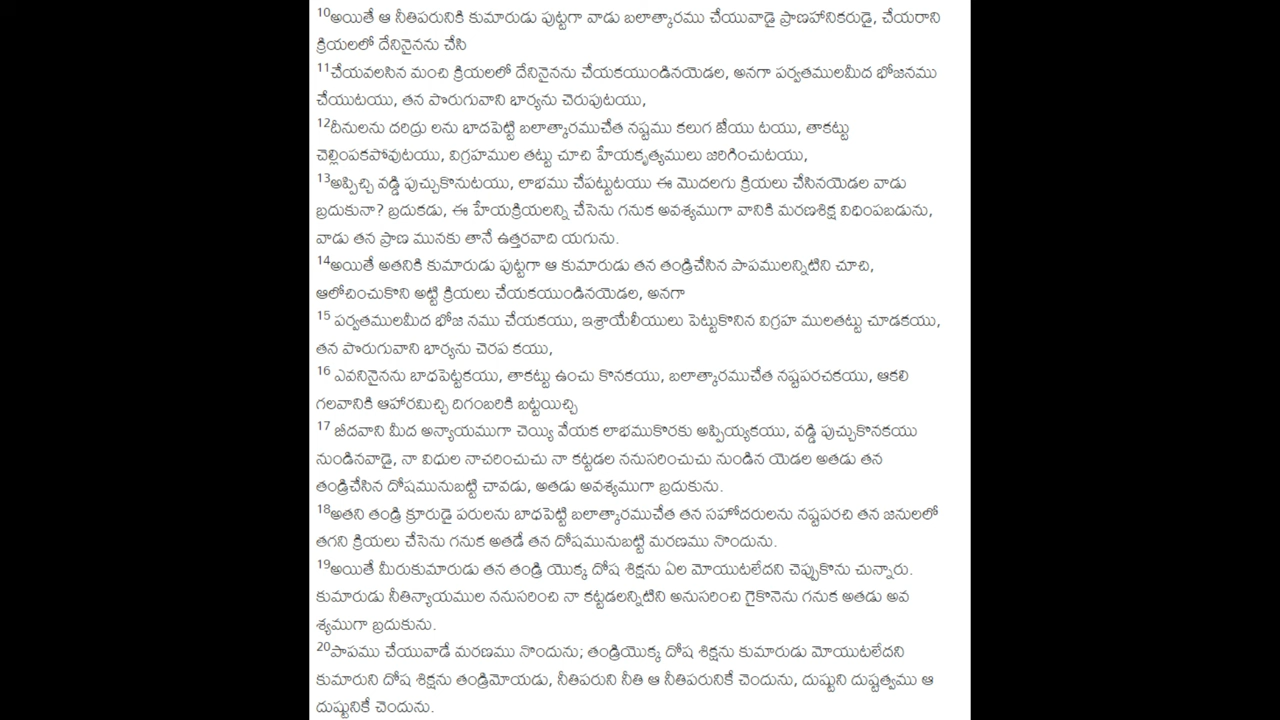 10అయితే ఆ నీతిపరునికి కుమారుడు పుట్టగా వాడు బలాత్కారము చేయువాడై ప్రాణహానికరుడై, చేయరాని
క్రియలలో దేనినైనను చేసి
11చేయవలసిన మంచి క్రియలలో దేనినైనను చేయకయుండినయెడల, అనగా పర్వతములమీద భోజనము
చేయుటయు, తన పొరుగువాని భార్యను చెరుపుటయు,
12దీనులను దరిద్రు లను భాదపెట్టి బలాత్కారముచేత నష్టము కలుగ జేయు టయు, తాకట్టు
చెల్లింపకపోవుటయు, విగ్రహముల తట్టు చూచి హేయకృత్యములు జరిగించుటయు,
13అప్పిచ్చి వడ్డి పుచ్చుకొనుటయు, లాభము చేపట్టుటయు ఈ మొదలగు క్రియలు చేసినయెడల వాడు
బ్రదుకునా? బ్రదుకడు, ఈ హేయక్రియలన్ని చేసెను గనుక అవశ్యముగా వానికి మరణశిక్ష విధింపబడును,
వాడు తన ప్రాణ మునకు తానే ఉత్తరవాది యగును.
14అయితే అతనికి కుమారుడు పుట్టగా ఆ కుమారుడు తన తండ్రిచేసిన పాపములన్నిటిని చూచి,
ఆలోచించుకొని అట్టి క్రియలు చేయకయుండినయెడల, అనగా
15 పర్వతములమీద భోజ నము చేయకయు, ఇశ్రాయేలీయులు పెట్టుకొనిన విగ్రహ ములతట్టు చూడకయు,
తన పొరుగువాని భార్యను చెరప కయు,
16 ఎవనినైనను బాధపెట్టకయు, తాకట్టు ఉంచు కొనకయు, బలాత్కారముచేత నష్టపరచకయు, ఆకలి
గలవానికి ఆహారమిచ్చి దిగంబరికి బట్టయిచ్చి
17 బీదవాని మీద అన్యాయముగా చెయ్యి వేయక లాభముకొరకు అప్పియ్యకయు, వడ్డి పుచ్చుకొనకయు
నుండినవాడై, నా విధుల నాచరించుచు నా కట్టడల ననుసరించుచు నుండిన యెడల అతడు తన
తండ్రిచేసిన దోషమునుబట్టి చావడు, అతడు అవశ్యముగా బ్రదుకును.
18అతని తండ్రి క్రూరుడై పరులను బాధపెట్టి బలాత్కారముచేత తన సహోదరులను నష్టపరచి తన జనులలో
తగని క్రియలు చేసెను గనుక అతడే తన దోషమునుబట్టి మరణము నొందును.
19అయితే మీరుకుమారుడు తన తండ్రి యొక్క దోష శిక్షను ఏల మోయుటలేదని చెప్పుకొను చున్నారు.
కుమారుడు నీతిన్యాయముల ననుసరించి నా కట్టడలన్నిటిని అనుసరించి గైకొనెను గనుక అతడు అవ
శ్యముగా బ్రదుకును.
20పాపము చేయువాడే మరణము నొందును; తండ్రియొక్క దోష శిక్షను కుమారుడు మోయుటలేదని
కుమారుని దోష శిక్షను తండ్రిమోయడు, నీతిపరుని నీతి ఆ నీతిపరునికే చెందును, దుష్టుని దుష్టత్వము ఆ
దుష్టునికే చెందును.